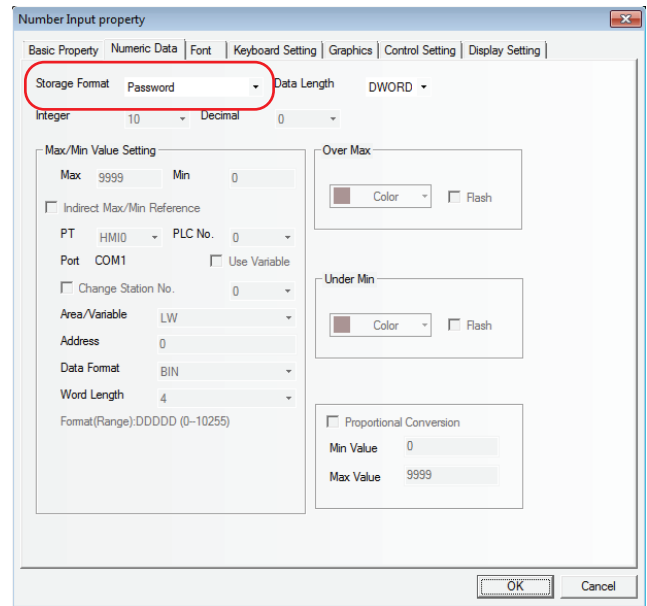 Number Input property
Basic Property Numeric Data Font Keyboard Setting Graphics Control Setting Display Setting
Storage Format Password Data Length DWORD
Integer 10 Decimal 0
Max/Min Value Setting
Max 9999 Min 0
Indirect Max/Min Reference
PT HMI0 PLC No. 0
Port COM1 Use Variable
Change Station No. 0
Area/Variable LW
Address 0
Data Format BIN
Word Length 4
Format(Range):DDDDD (0~10255)
Over Max
Color Flash
Under Min
Color Flash
Proportional Conversion
Min Value 0
Max Value 9999
OK Cancel